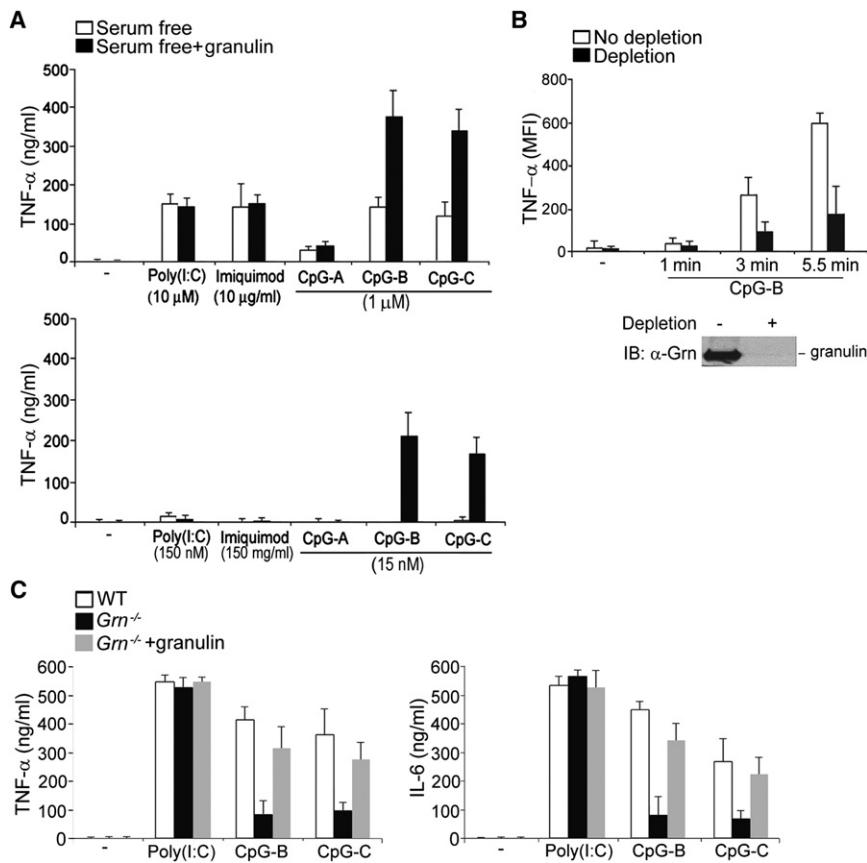 A
Serum free
Serum free+granulin
TNF-α (ng/ml)
500
400
300
200
100
0
-
Poly(I:C)
(10 μM)
Imiquimod
(10 μg/ml)
CpG-A
CpG-B
CpG-C
(1 μM)
TNF-α (ng/ml)
500
400
300
200
100
0
-
Poly(I:C)
(150 nM)
Imiquimod
(150 mg/ml)
CpG-A
CpG-B
CpG-C
(15 nM)
B
No depletion
Depletion
TNF-α (MFI)
800
600
400
200
0
-
1 min
3 min
5.5 min
CpG-B
Depletion - +
IB: α-Grn
– granulin
C
WT
Grn-/-
Grn-/- +granulin
TNF-α (ng/ml)
600
500
400
300
200
100
0
-
Poly(I:C)
CpG-B
CpG-C
IL-6 (ng/ml)
600
500
400
300
200
100
0
-
Poly(I:C)
CpG-B
CpG-C